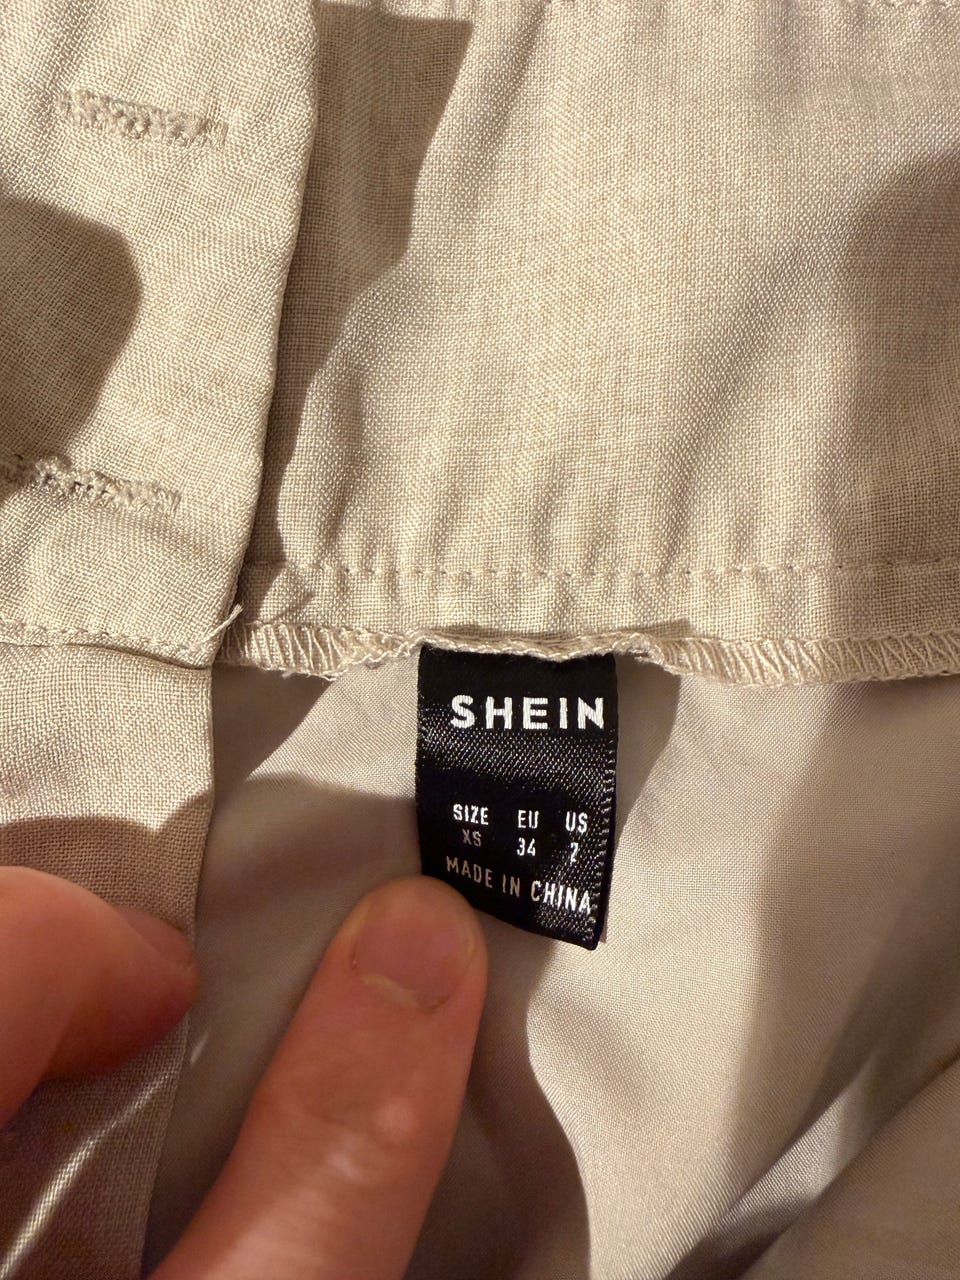 SHEIN
SIZE EU US
XS 34 2
MADE IN CHINA